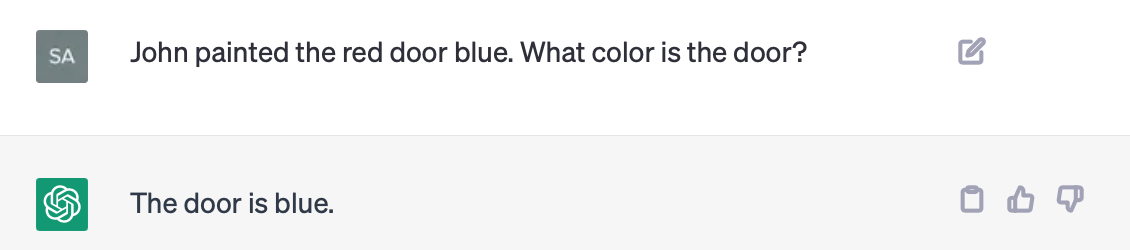 SA
John painted the red door blue. What color is the door?
The door is blue.